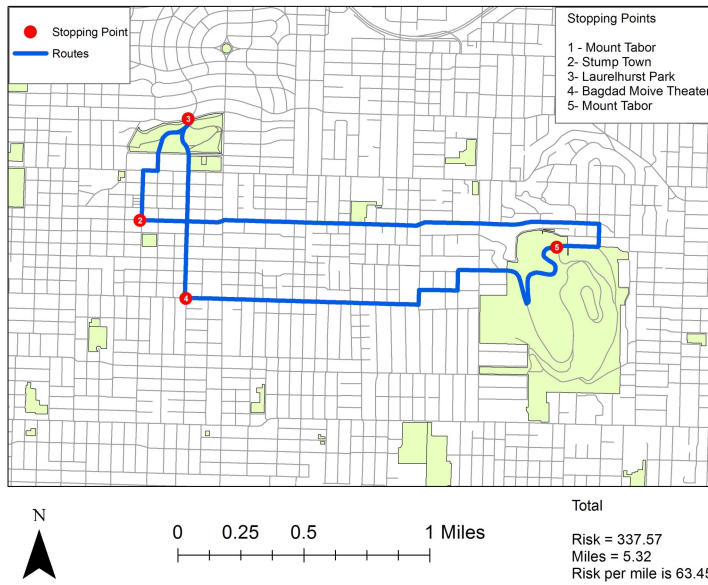 Stopping Point
Routes
Stopping Points
1 - Mount Tabor
2- Stump Town
3- Laurelhurst Park
4- Bagdad Moive Theater
5- Mount Tabor
3
2
5
4
N
0 0.25 0.5 1 Miles
Total
Risk = 337.57
Miles = 5.32
Risk per mile is 63.45